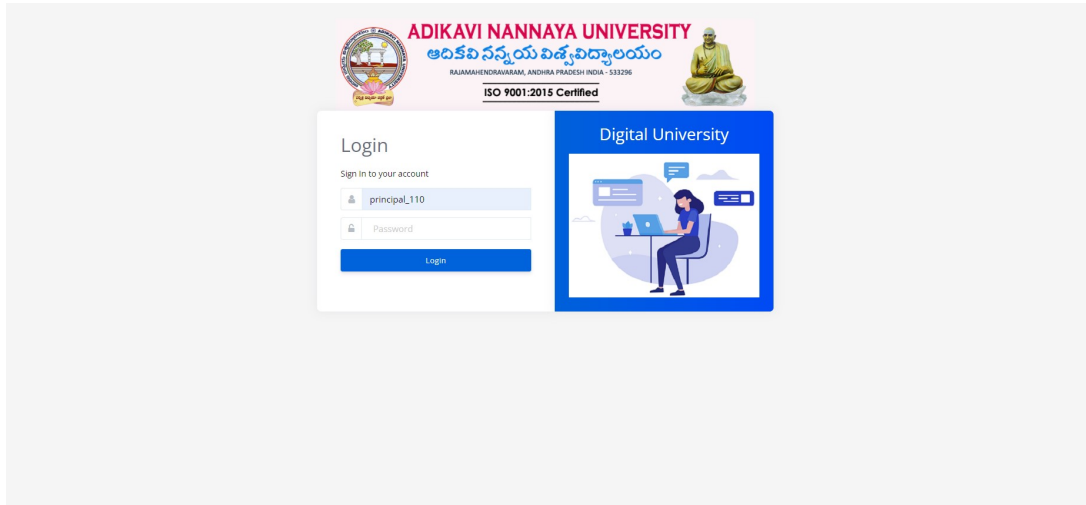 ADIKAVI NANNAYA UNIVERSITY
ఆదికవి నన్నయ విశ్వవిద్యాలయం
RAJAMAHENDRAVARAM, ANDHRA PRADESH INDIA - 533296
ISO 9001:2015 Certified
Login
Sign In to your account
principal_110
Password
Login
Digital University